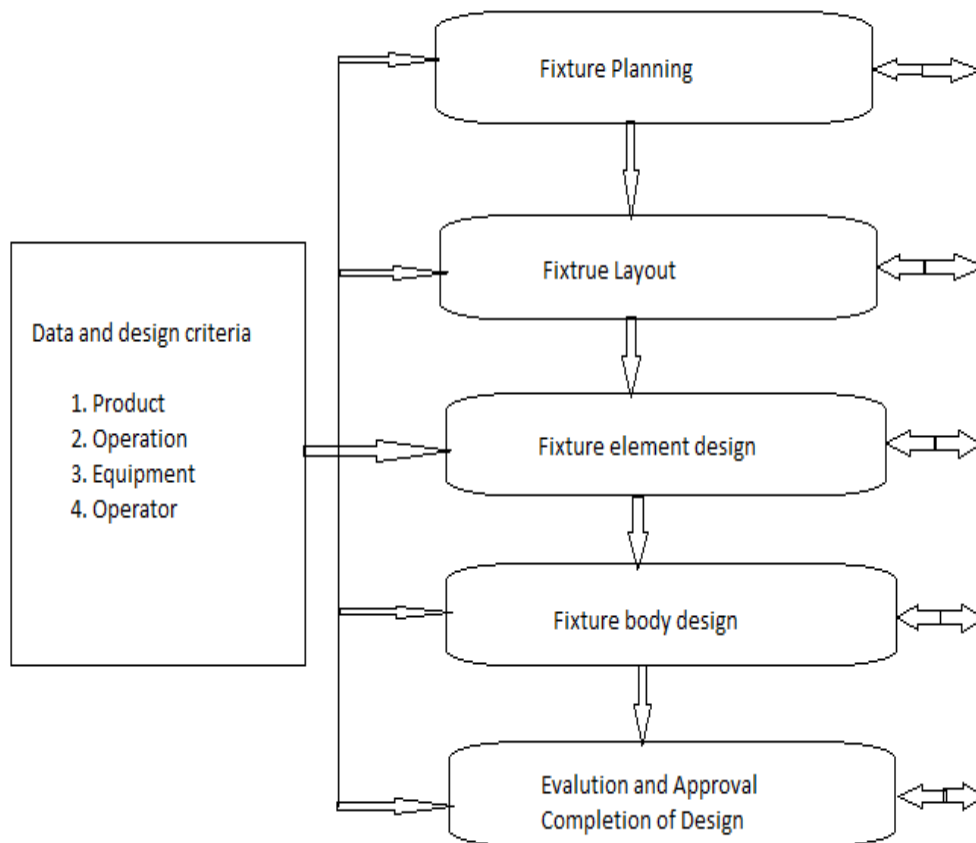 Fixture Planning
Fixtrue Layout
Data and design criteria
1. Product
2. Operation
3. Equipment
4. Operator
Fixture element design
Fixture body design
Evalution and Approval
Completion of Design